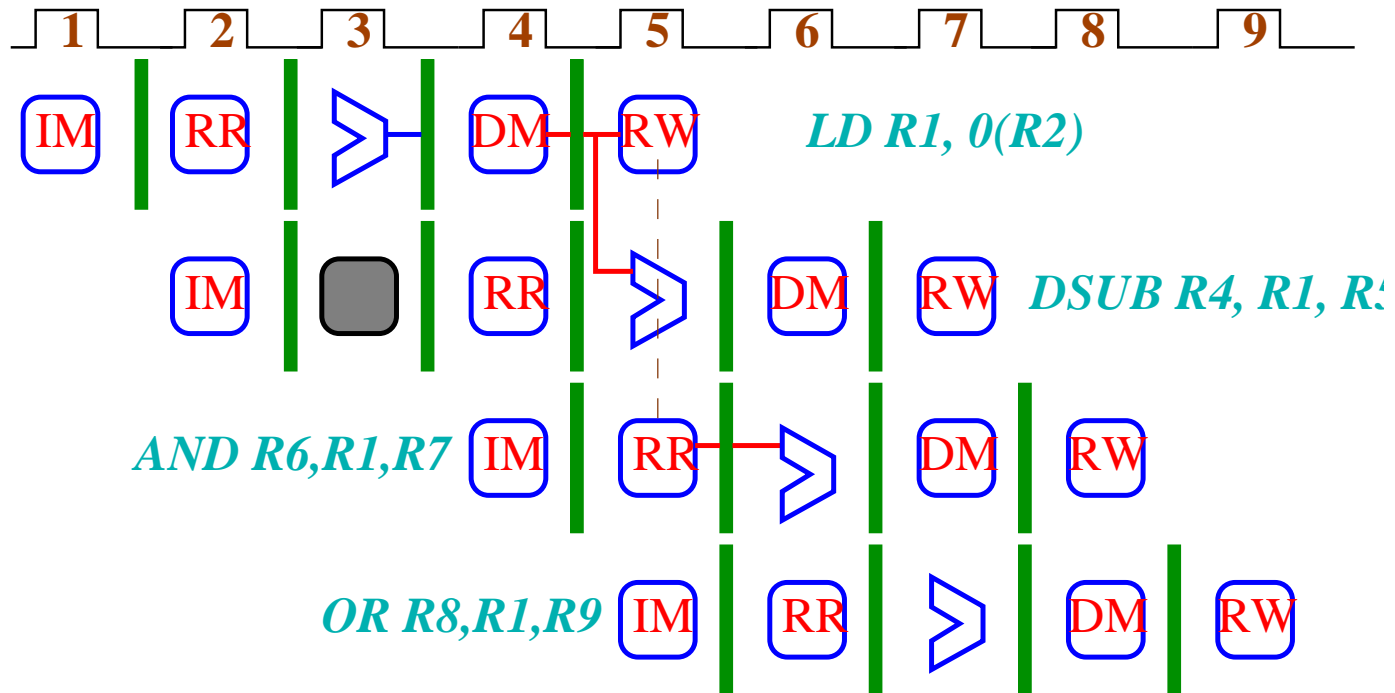 1 2 3 4 5 6 7 8 9
IM RR DM RW LD R1, 0(R2)
IM RR DM RW DSUB R4, R1, R5
AND R6,R1,R7 IM RR DM RW
OR R8,R1,R9 IM RR DM RW